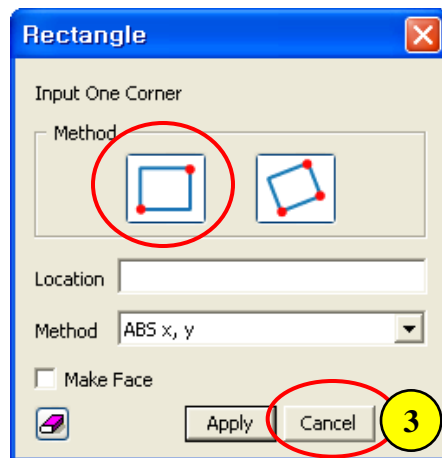 Rectangle
Input One Corner
Method
Location
Method ABS x, y
Make Face
Apply Cancel 3